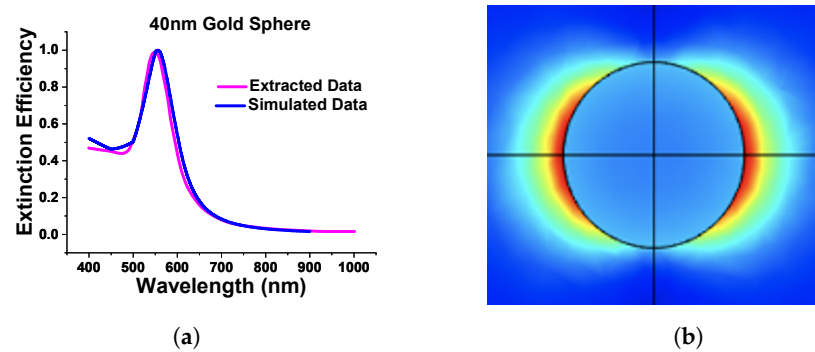 40nm Gold Sphere
Extinction Efficiency
1.0
0.8
0.6
0.4
0.2
0.0
Extracted Data
Simulated Data
400 500 600 700 800 900 1000
Wavelength (nm)
(a) (b)